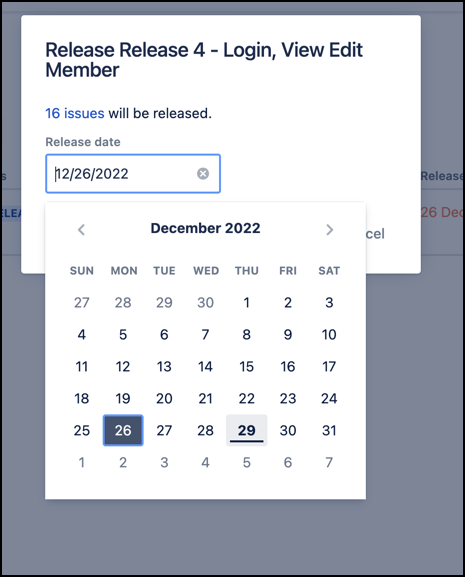 Release Release 4 - Login, View Edit
Member
16 issues will be released.
Release date
12/26/2022
s
Release
ELEA
26 Dec
cel
December 2022
SUN MON TUE WED THU FRI SAT
27 28 29 30 1 2 3
4 5 6 7 8 9 10
11 12 13 14 15 16 17
18 19 20 21 22 23 24
25 26 27 28 29 30 31
1 2 3 4 5 6 7